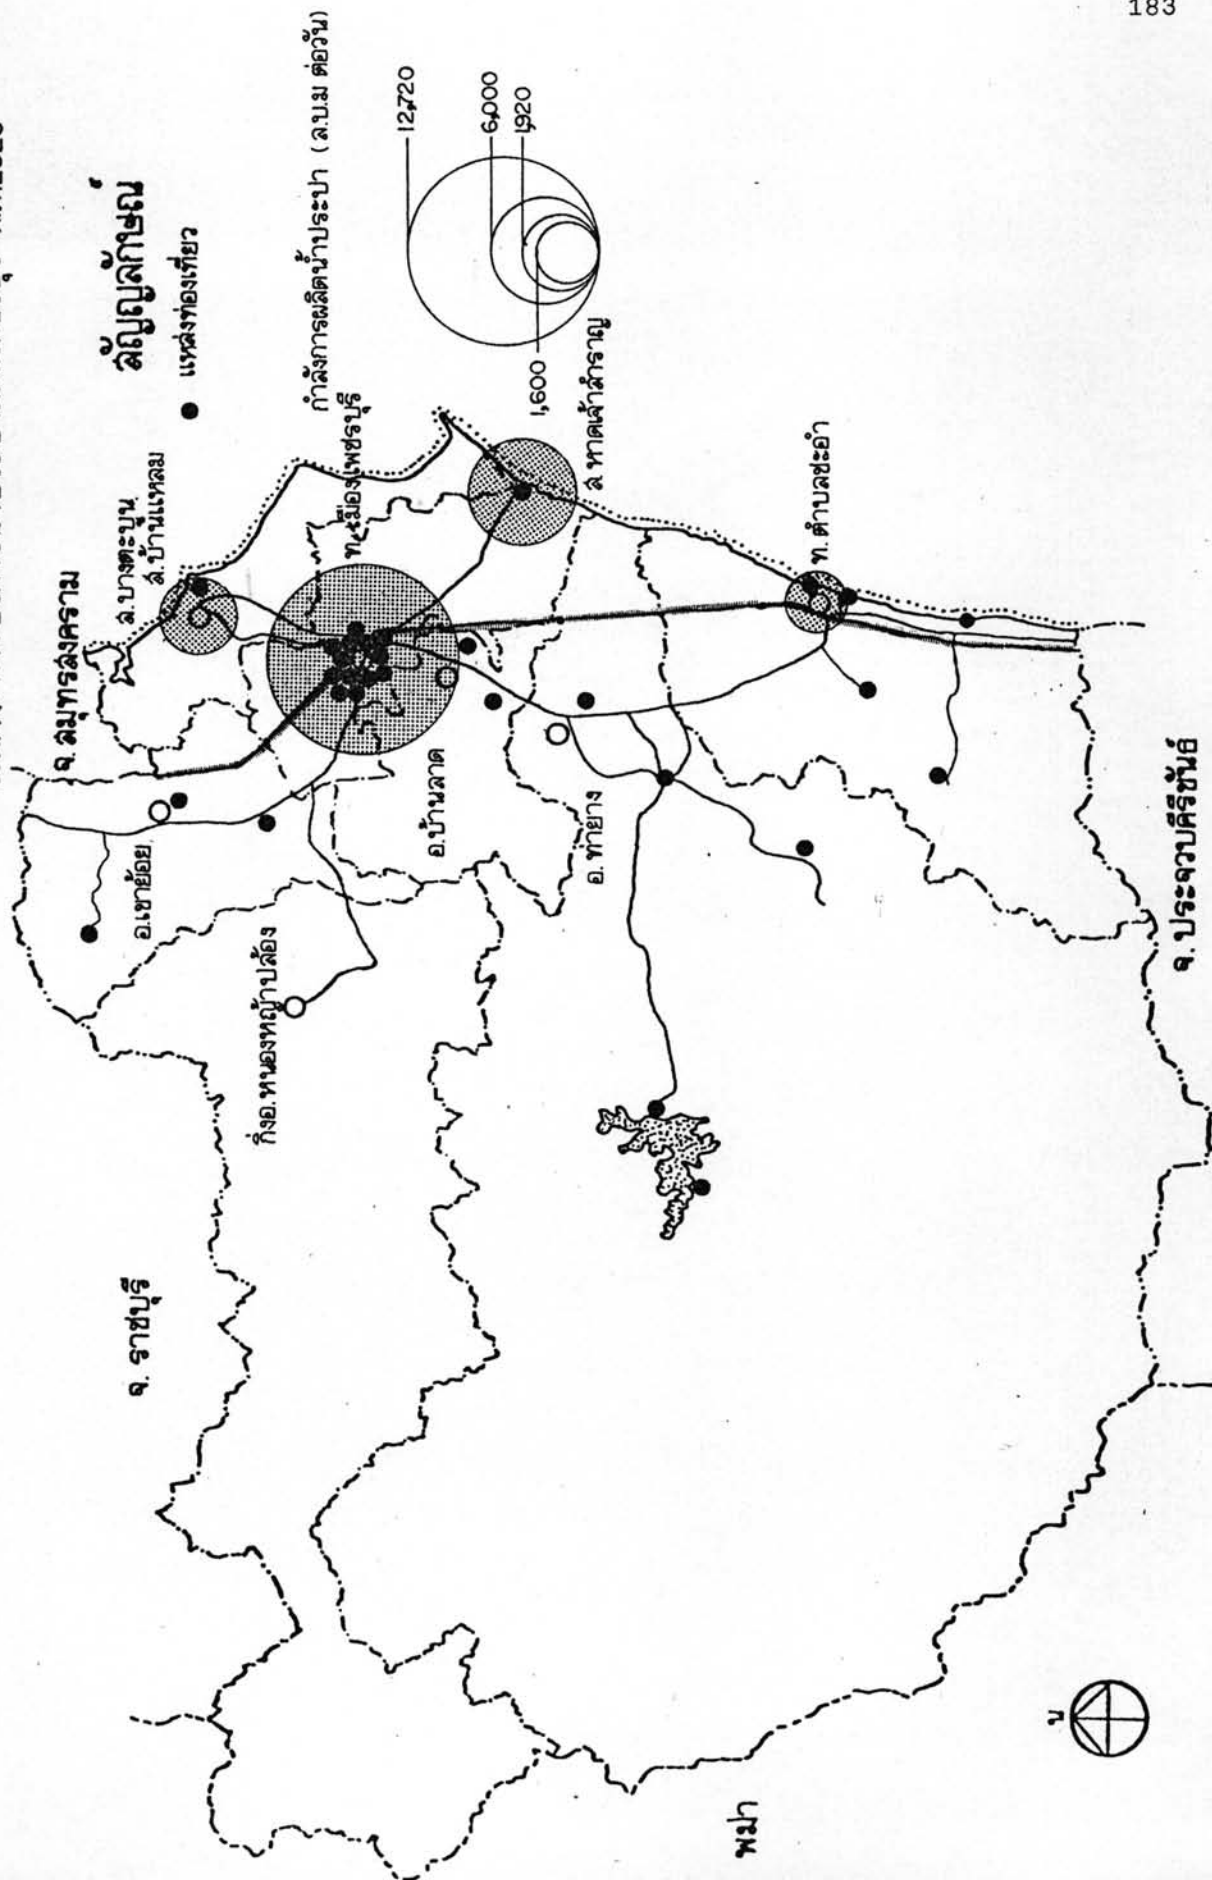 183
สัญญลักษณ์
แหล่งท่องเที่ยว
กำลังการผลิตน้ำประปา (ล.บ.ม ต่อวัน)
12,720
6,000
1,920
1,600
จ.สมุทรสงคราม
ส.บางตะบูน
ส.บ้านแหลม
ท.เมืองเพชรบุรี
ส.หาดเจ้าสำราญ
ท.ตำบลชะอำ
อ.เขาย้อย
อ.บ้านลาด
อ.ท่ายาง
กิ่งอ.หนองหญ้าปล้อง
จ.ราชบุรี
จ.ประจวบคีรีขันธ์
พม่า
น